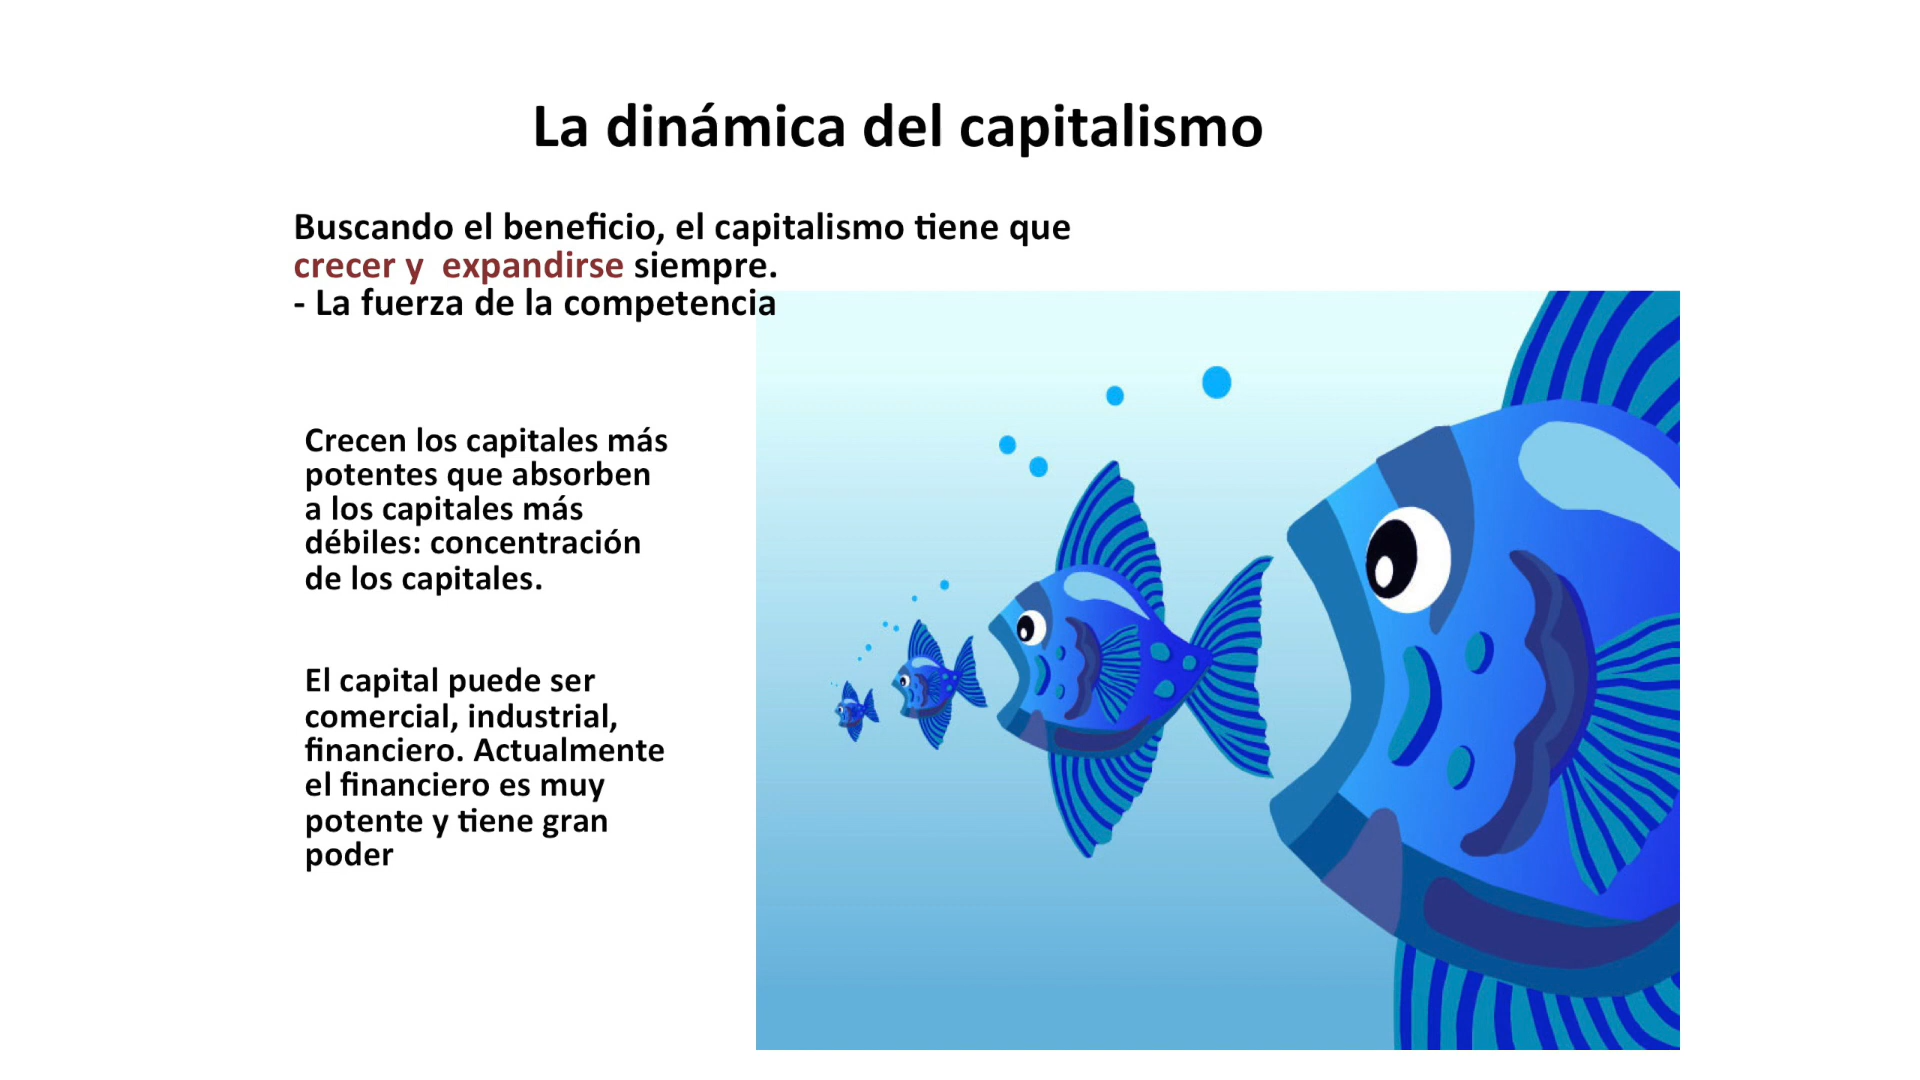 La dinámica del capitalismo
Buscando el beneficio, el capitalismo tiene que
crecer y  expandirse siempre.
- La fuerza de la competencia
Crecen los capitales más
potentes que absorben
a los capitales más
débiles: concentración
de los capitales.
El capital puede ser
comercial, industrial,
financiero. Actualmente
el financiero es muy
potente y tiene gran
poder